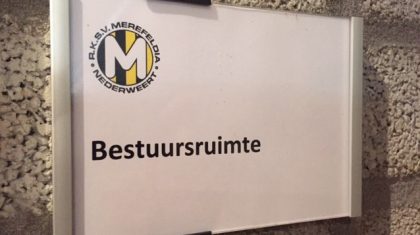 R.K.S.V. MEREFELDIA
M
NEDERWEERT
Bestuursruimte